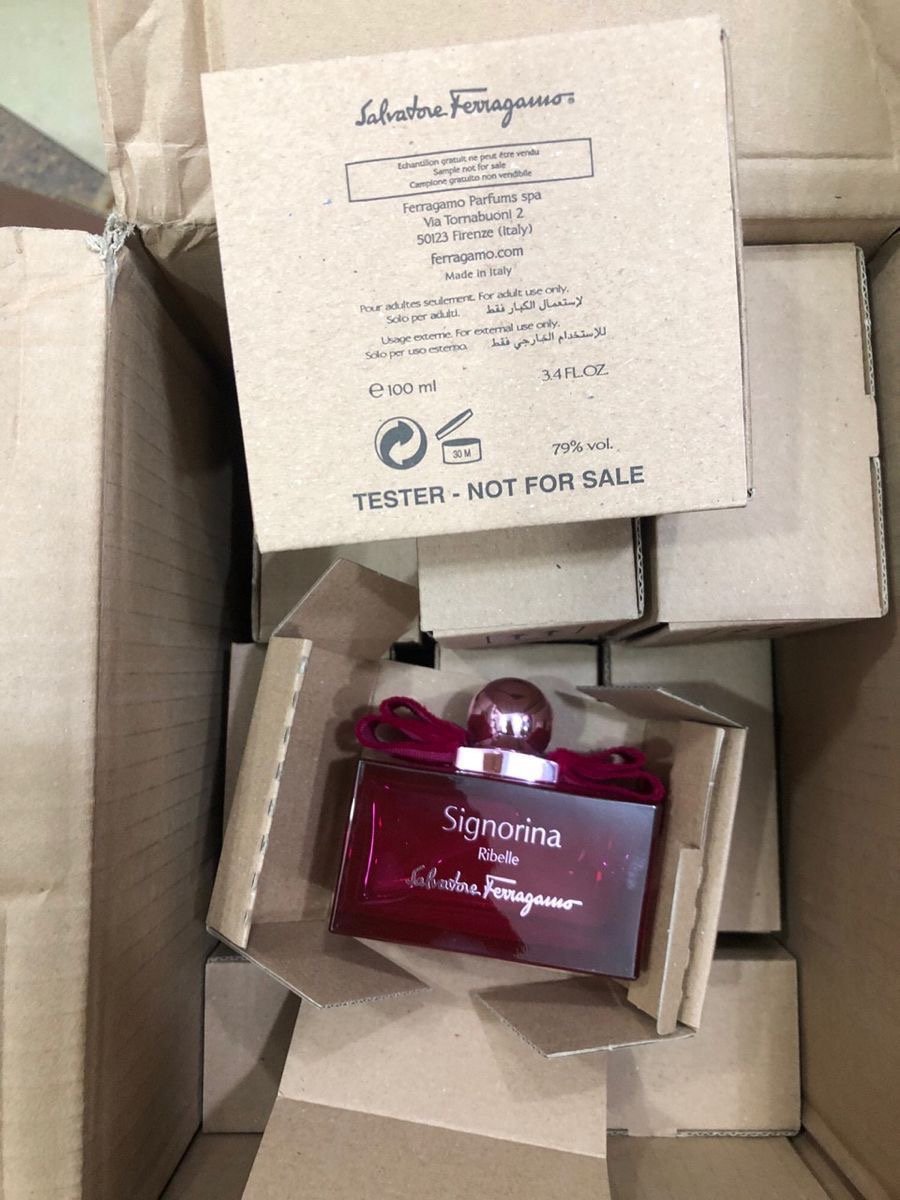 Salvatore Ferragamo
Echantillon gratuit ne peut être vendu
Sample not for sale
Campione gratuito non vendibile
Ferragamo Parfums spa
Via Tornabuoni 2
50123 Firenze (Italy)
ferragamo.com
Made in Italy
Pour adultes seulement. For adult use only.
Solo per adulti. لإستعمال الكبار فقط
Usage externe. For external use only.
Solo per uso esterno. للاستخدام الخارجي فقط
e 100 ml 3.4 FL.OZ.
30 M
79% vol.
TESTER - NOT FOR SALE
Signorina
Ribelle
Salvatore Ferragamo